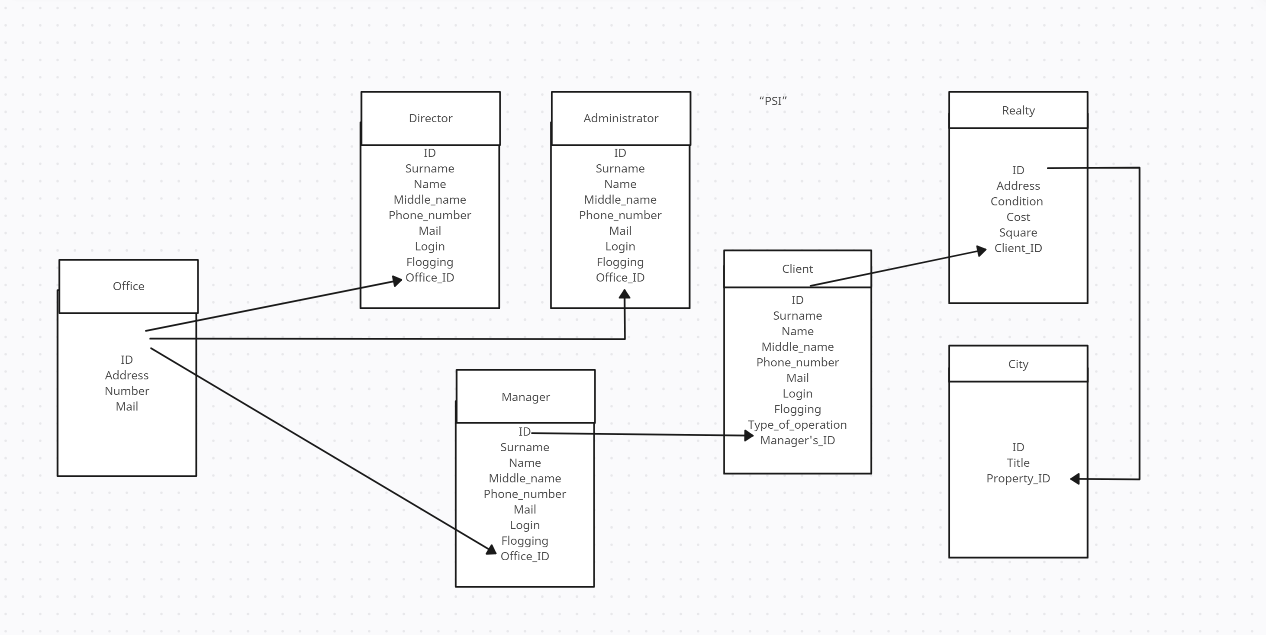 Director
ID
Surname
Name
Middle_name
Phone_number
Mail
Login
Flogging
Office_ID
Administrator
ID
Surname
Name
Middle_name
Phone_number
Mail
Login
Flogging
Office_ID
“PSI”
Realty
ID
Address
Condition
Cost
Square
Client_ID
Office
ID
Address
Number
Mail
Manager
ID
Surname
Name
Middle_name
Phone_number
Mail
Login
Flogging
Office_ID
Client
ID
Surname
Name
Middle_name
Phone_number
Mail
Login
Flogging
Type_of_operation
Manager's_ID
City
ID
Title
Property_ID